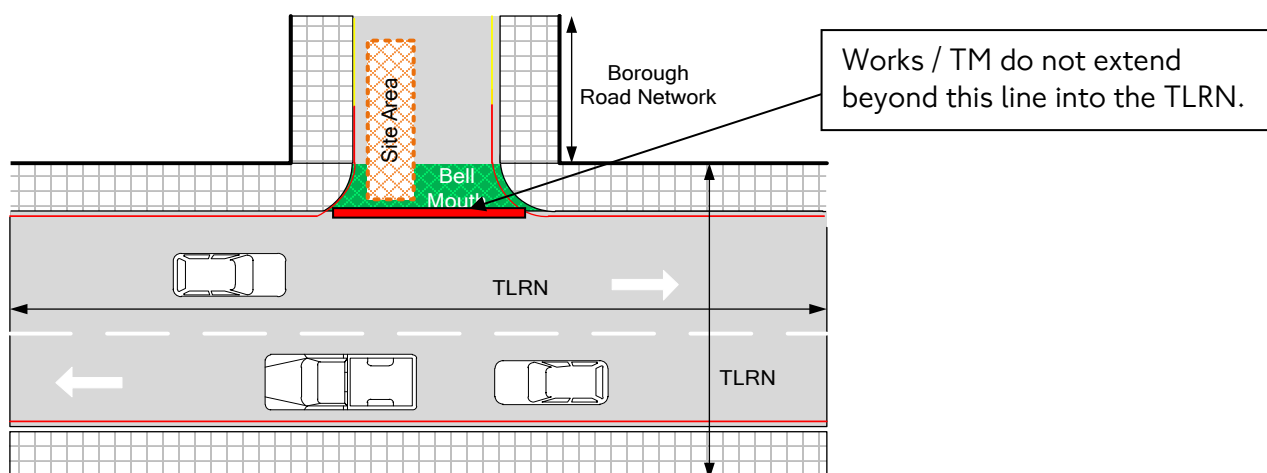 Borough
Road Network
Works / TM do not extend
beyond this line into the TLRN.
Site Area
Bell
Mouth
TLRN
TLRN